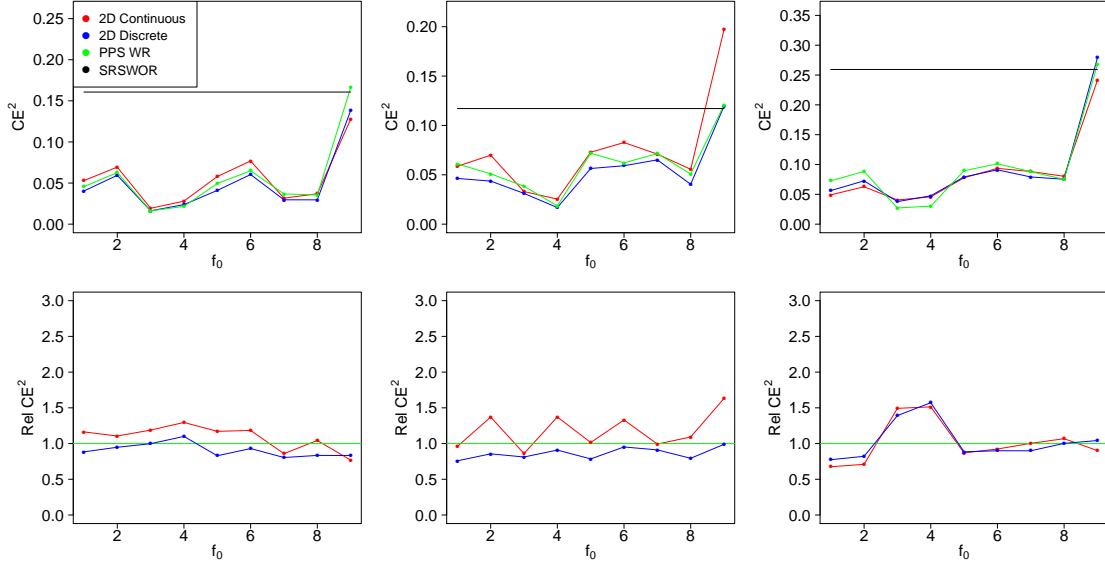 2D Continuous
2D Discrete
PPS WR
SRSWOR
0.25
0.20
0.15
0.10
0.05
0.00
CE²
2 4 6 8
f₀
0.20
0.15
0.10
0.05
0.00
CE²
2 4 6 8
f₀
0.35
0.30
0.25
0.20
0.15
0.10
0.05
0.00
CE²
2 4 6 8
f₀
3.0
2.5
2.0
1.5
1.0
0.5
0.0
Rel CE²
2 4 6 8
f₀
3.0
2.5
2.0
1.5
1.0
0.5
0.0
Rel CE²
2 4 6 8
f₀
3.0
2.5
2.0
1.5
1.0
0.5
0.0
Rel CE²
2 4 6 8
f₀